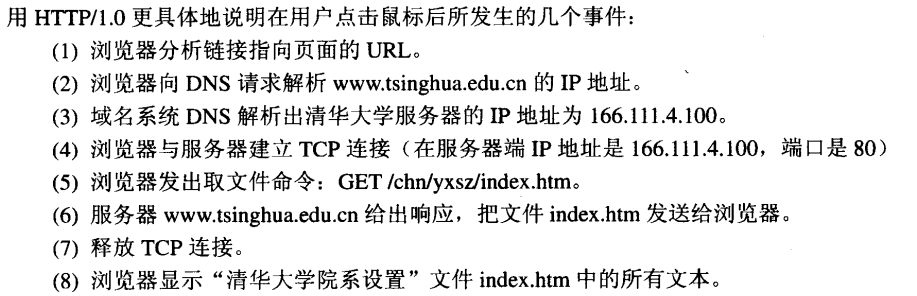 用 HTTP/1.0 更具体地说明在用户点击鼠标后所发生的几个事件：
(1) 浏览器分析链接指向页面的 URL。
(2) 浏览器向 DNS 请求解析 www.tsinghua.edu.cn 的 IP 地址。
(3) 域名系统 DNS 解析出清华大学服务器的 IP 地址为 166.111.4.100。
(4) 浏览器与服务器建立 TCP 连接（在服务器端 IP 地址是 166.111.4.100，端口是 80）
(5) 浏览器发出取文件命令：GET /chn/yxsz/index.htm。
(6) 服务器 www.tsinghua.edu.cn 给出响应，把文件 index.htm 发送给浏览器。
(7) 释放 TCP 连接。
(8) 浏览器显示“清华大学院系设置”文件 index.htm 中的所有文本。